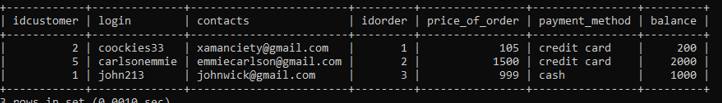 +------------+--------------+------------------------+---------+----------------+----------------+---------+
| idcustomer | login | contacts | idorder | price_of_order | payment_method | balance |
+------------+--------------+------------------------+---------+----------------+----------------+---------+
| 2 | coockies33 | xamanciety@gmail.com | 1 | 105 | credit card | 200 |
| 5 | carlsonemmie | emmiecarlson@gmail.com | 2 | 1500 | credit card | 2000 |
| 1 | john213 | johnwick@gmail.com | 3 | 999 | cash | 1000 |
+------------+--------------+------------------------+---------+----------------+----------------+---------+
3 rows in set (0.0010 sec)